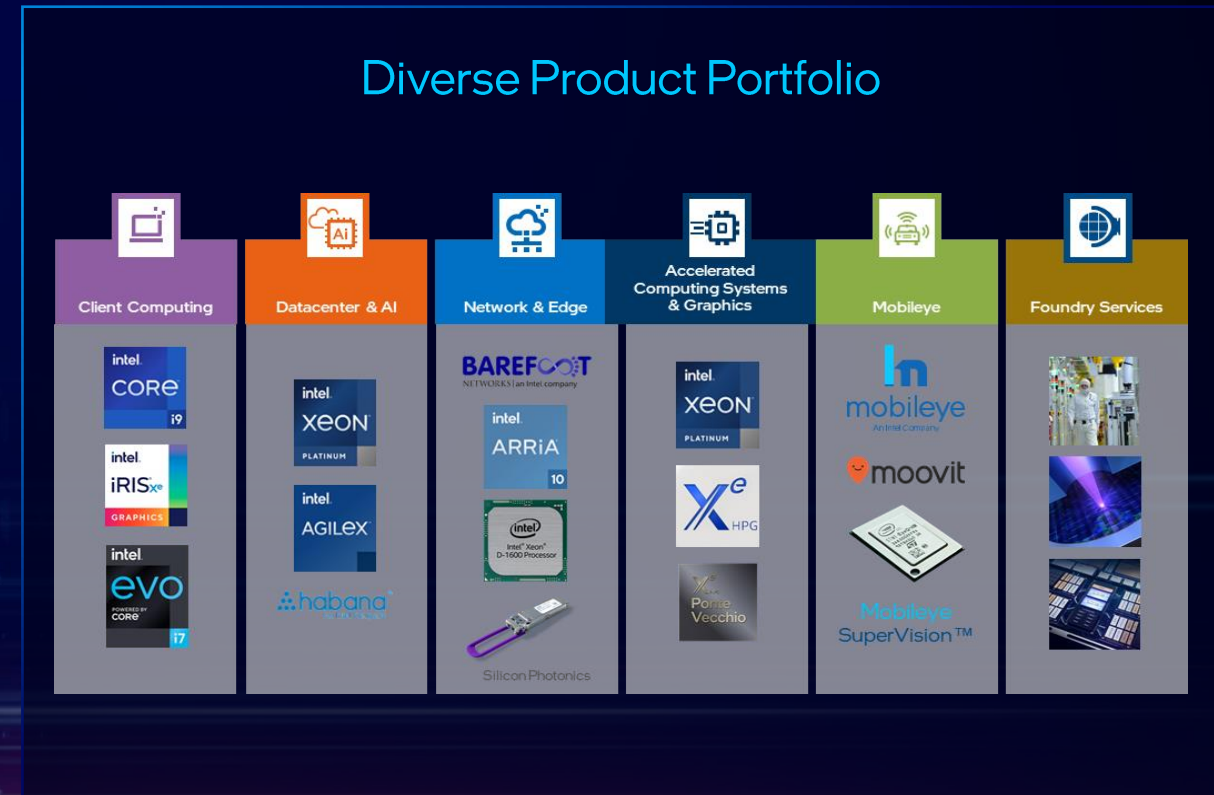 Diverse Product Portfolio
Ai
Client Computing
Datacenter & AI
Network & Edge
Accelerated
Computing Systems
& Graphics
Mobileye
Foundry Services
intel.
CORE
i9
intel.
iRISxe
GRAPHICS
intel.
evo
POWERED BY
CORE
i7
intel.
XEON
PLATINUM
intel.
AGILEX
habana
BAREFOOT
NETWORKS | an Intel company
intel.
ARRiA
10
intel
Intel® Xeon®
D-1600 Processor
Silicon Photonics
intel.
XEON
PLATINUM
Xe
HPG
Xe
Ponte
Vecchio
mobileye
An Intel Company
moovit
Mobileye
SuperVision™